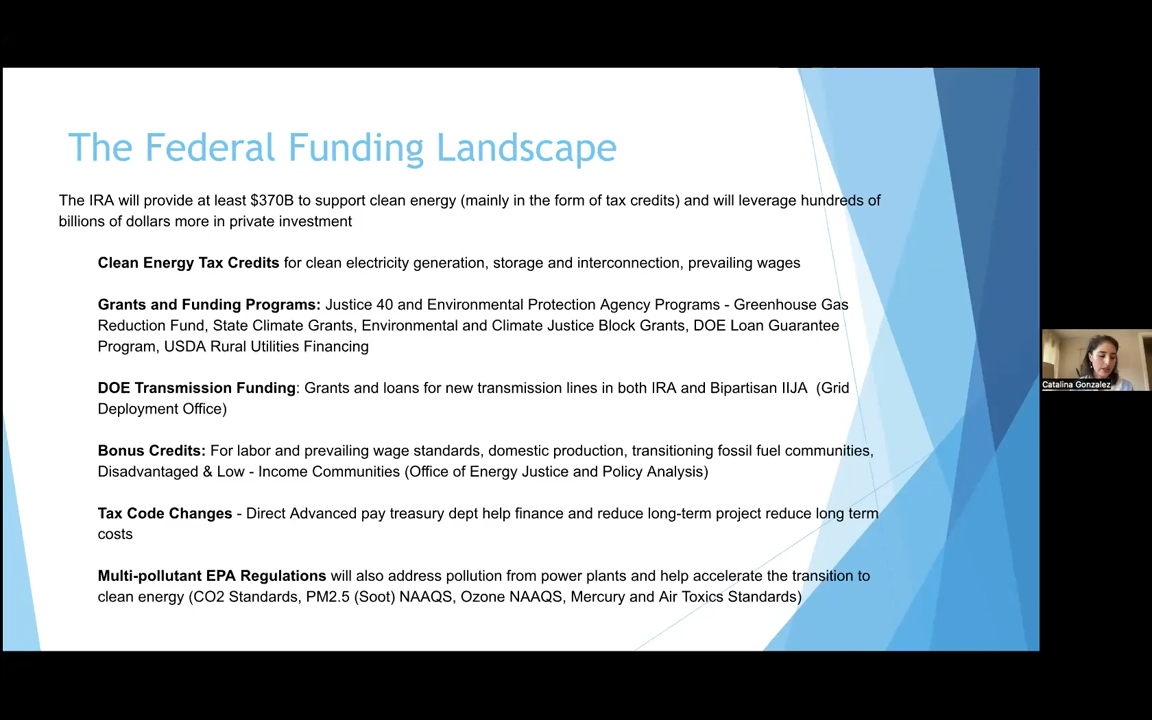 The Federal Funding Landscape
The IRA will provide at least $370B to support clean energy (mainly in the form of tax credits) and will leverage hundreds of
billions of dollars more in private investment
Clean Energy Tax Credits for clean electricity generation, storage and interconnection, prevailing wages
Grants and Funding Programs: Justice 40 and Environmental Protection Agency Programs - Greenhouse Gas
Reduction Fund, State Climate Grants, Environmental and Climate Justice Block Grants, DOE Loan Guarantee
Program, USDA Rural Utilities Financing
DOE Transmission Funding: Grants and loans for new transmission lines in both IRA and Bipartisan IIJA (Grid
Deployment Office)
Bonus Credits: For labor and prevailing wage standards, domestic production, transitioning fossil fuel communities,
Disadvantaged & Low - Income Communities (Office of Energy Justice and Policy Analysis)
Tax Code Changes - Direct Advanced pay treasury dept help finance and reduce long-term project reduce long term
costs
Multi-pollutant EPA Regulations will also address pollution from power plants and help accelerate the transition to
clean energy (CO2 Standards, PM2.5 (Soot) NAAQS, Ozone NAAQS, Mercury and Air Toxics Standards)
Catalina Gonzalez